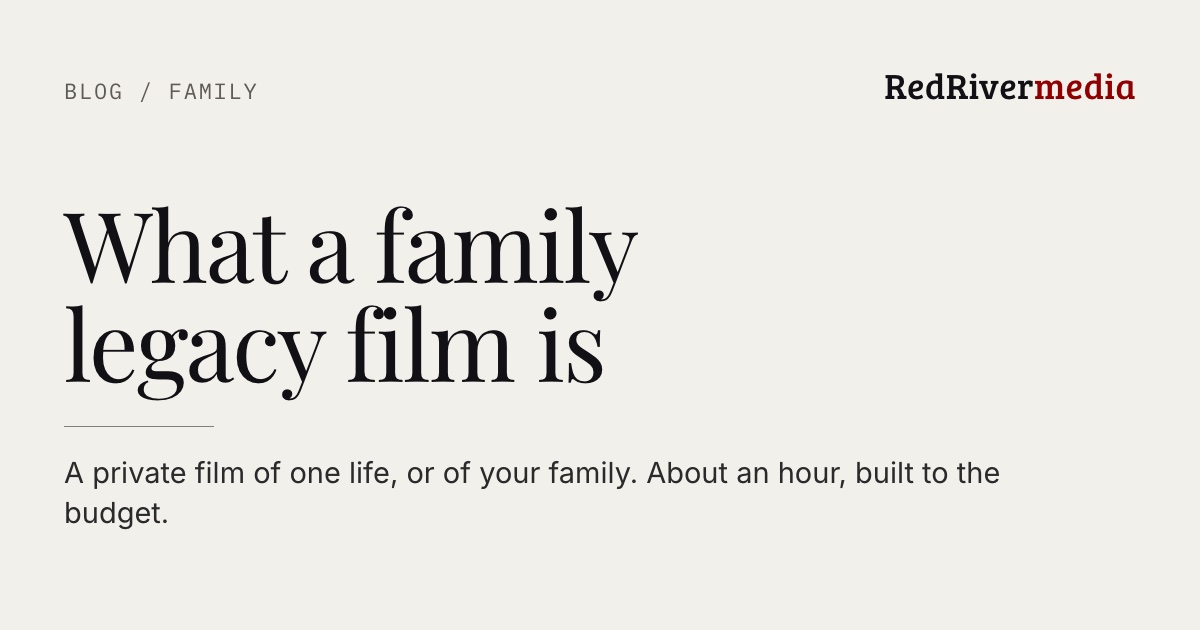 BLOG / FAMILY
RedRivermedia
What a family
legacy film is
A private film of one life, or of your family. About an hour, built to the
budget.